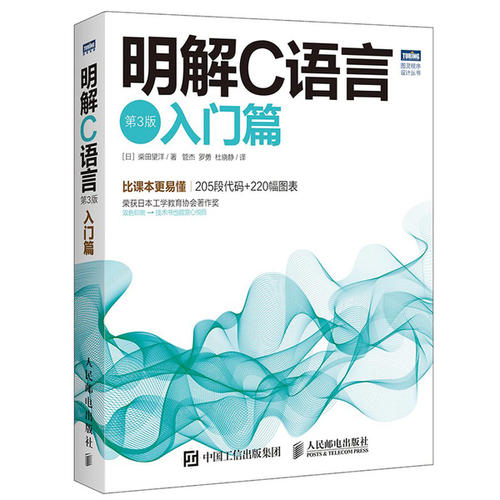 TURING
图灵程序
设计丛书
明解C语言
第3版
入门篇
[日] 柴田望洋/著 管杰 罗勇 杜晓静/译
比课本更易懂 205段代码+220幅图表
荣获日本工学教育协会著作奖
双色印刷 → 技术书也能赏心悦目
中国工信出版集团
人民邮电出版社
POSTS & TELECOM PRESS
明解C语言
第3版
入门篇
人民邮电出版社